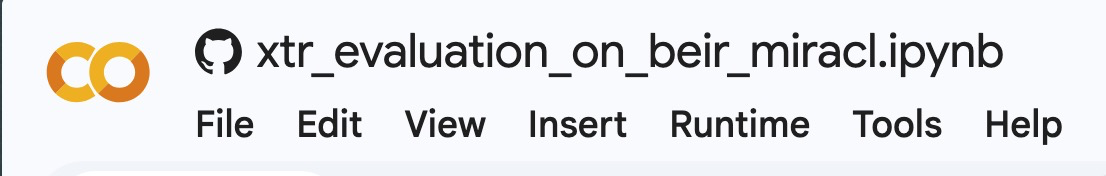 xtr_evaluation_on_beir_miracl.ipynb
File Edit View Insert Runtime Tools Help